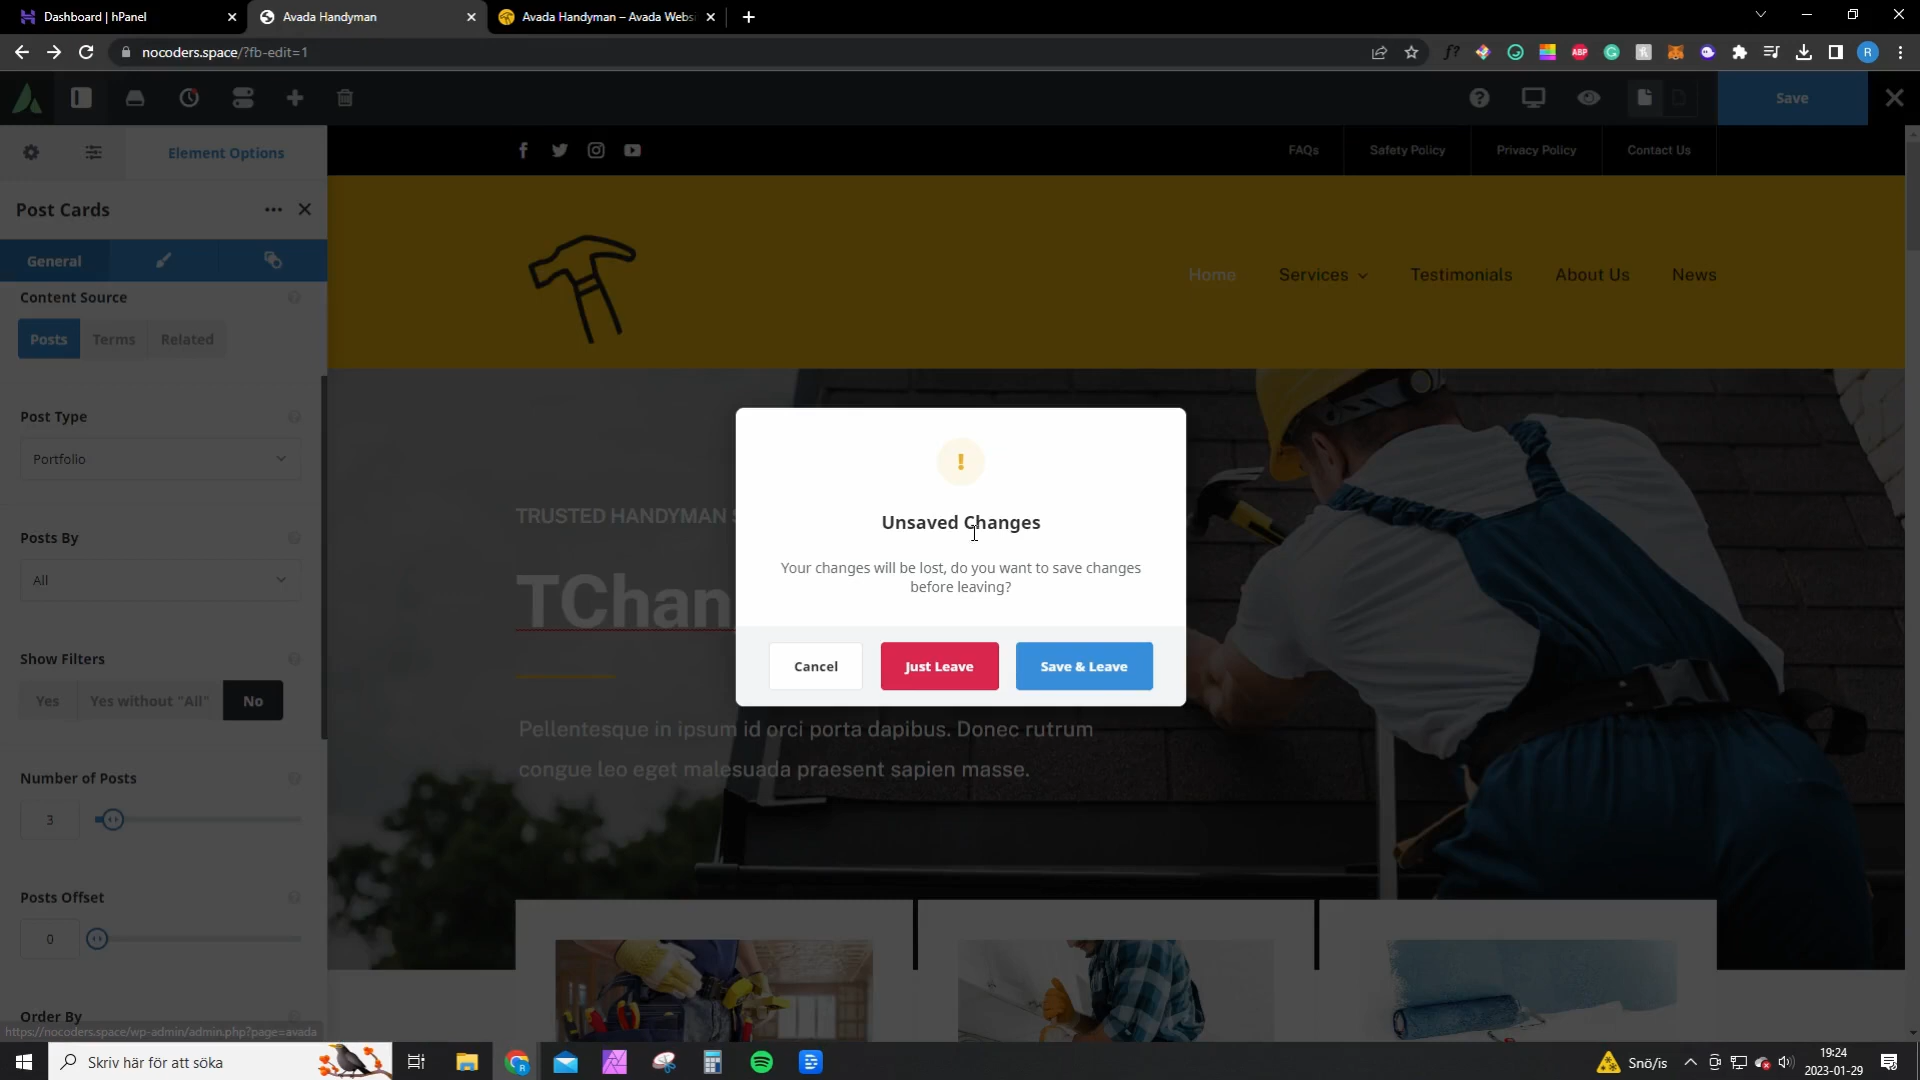 Dashboard | hPanel
Avada Handyman
Avada Handyman – Avada Webs
nocoders.space/?fb-edit=1
Save
Element Options
FAQs
Safety Policy
Privacy Policy
Contact Us
Post Cards
General
Home
Services
Testimonials
About Us
News
Content Source
Posts
Terms
Related
Post Type
Portfolio
Posts By
All
Show Filters
Yes
Yes without "All"
No
Number of Posts
3
Posts Offset
0
Order By
TRUSTED HANDYMAN S
TChan
Pellentesque in ipsum id orci porta dapibus. Donec rutrum
congue leo eget malesuada praesent sapien masse.
!
Unsaved Changes
Your changes will be lost, do you want to save changes
before leaving?
Cancel
Just Leave
Save & Leave
https://nocoders.space/wp-admin/admin.php?page=avada
Skriv här för att söka
Snö/is
19:24
2023-01-29